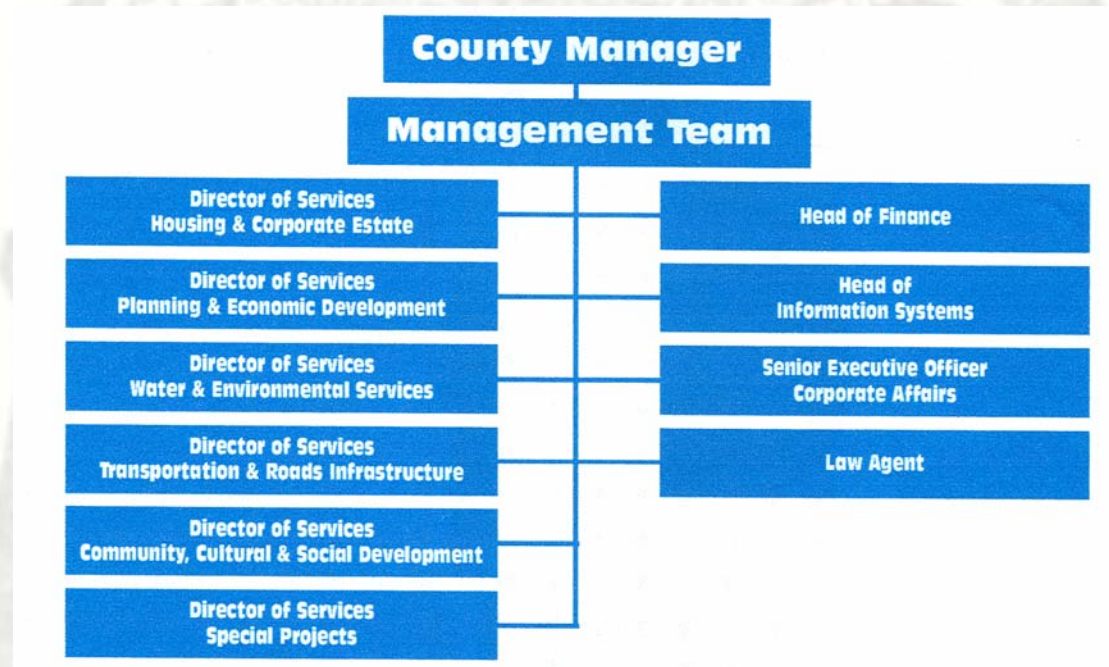 County Manager
Management Team
Director of Services
Housing & Corporate Estate
Director of Services
Planning & Economic Development
Director of Services
Water & Environmental Services
Director of Services
Transportation & Roads Infrastructure
Director of Services
Community, Cultural & Social Development
Director of Services
Special Projects
Head of Finance
Head of
Information Systems
Senior Executive Officer
Corporate Affairs
Law Agent